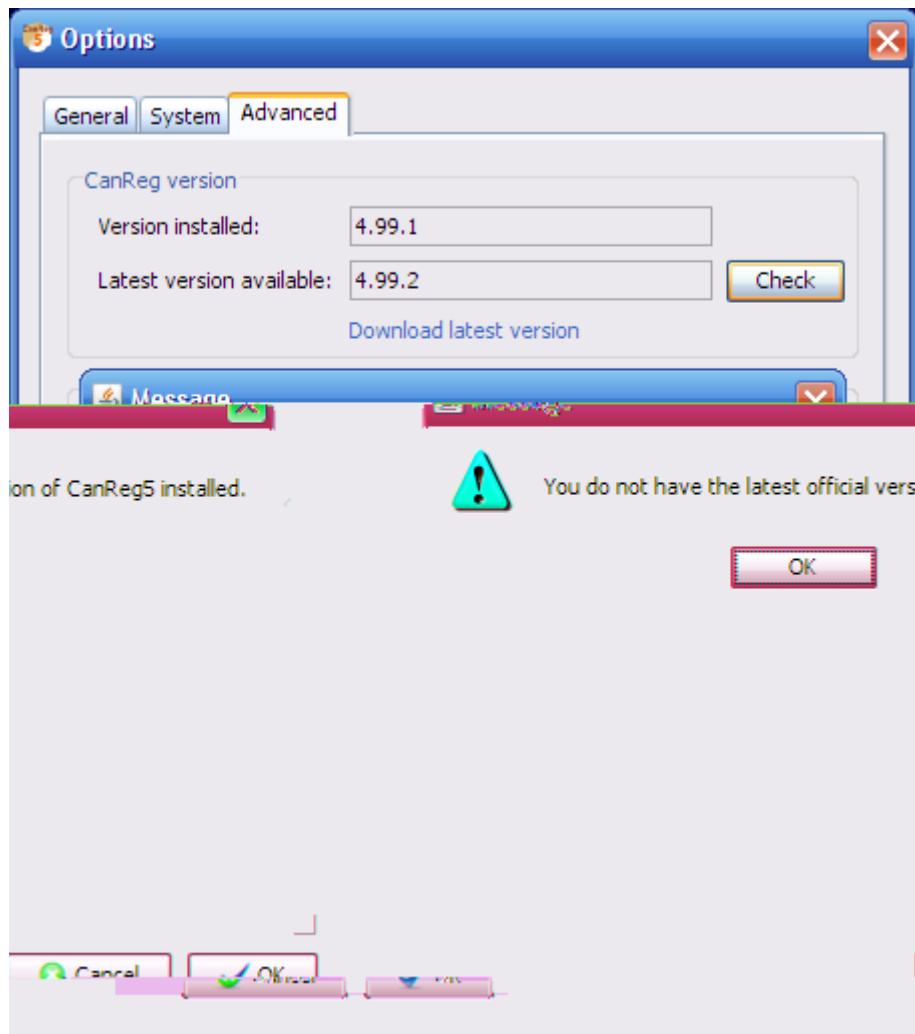 Options
General System Advanced
CanReg version
Version installed: 4.99.1
Latest version available: 4.99.2 Check
Download latest version
Message
ion of CanReg5 installed.
You do not have the latest official vers
OK
Cancel OK